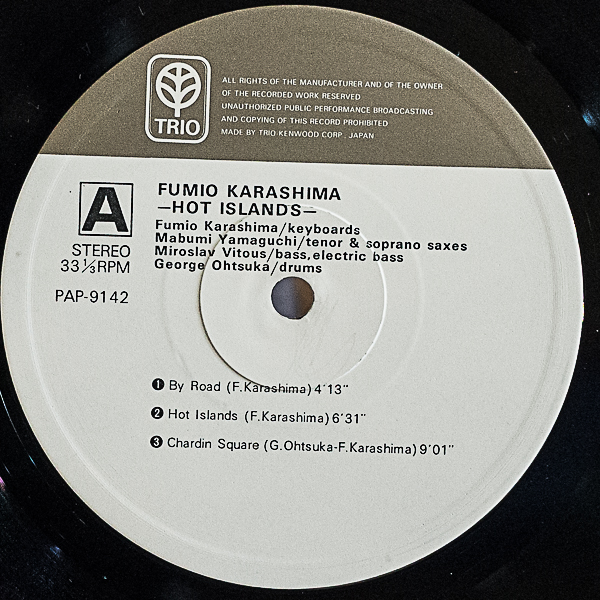 TRIO
ALL RIGHTS OF THE MANUFACTURER AND OF THE OWNER
OF THE RECORDED WORK RESERVED
UNAUTHORIZED PUBLIC PERFORMANCE BROADCASTING
AND COPYING OF THIS RECORD PROHIBITED
MADE BY TRIO-KENWOOD CORP., JAPAN
A
STEREO
33⅓RPM
PAP-9142
FUMIO KARASHIMA
—HOT ISLANDS—
Fumio Karashima/keyboards
Mabumi Yamaguchi/tenor & soprano saxes
Miroslav Vitous/bass,electric bass
George Ohtsuka/drums
❶ By Road (F.Karashima) 4'13"
❷ Hot Islands (F.Karashima) 6'31"
❸ Chardin Square (G.Ohtsuka-F.Karashima) 9'01"